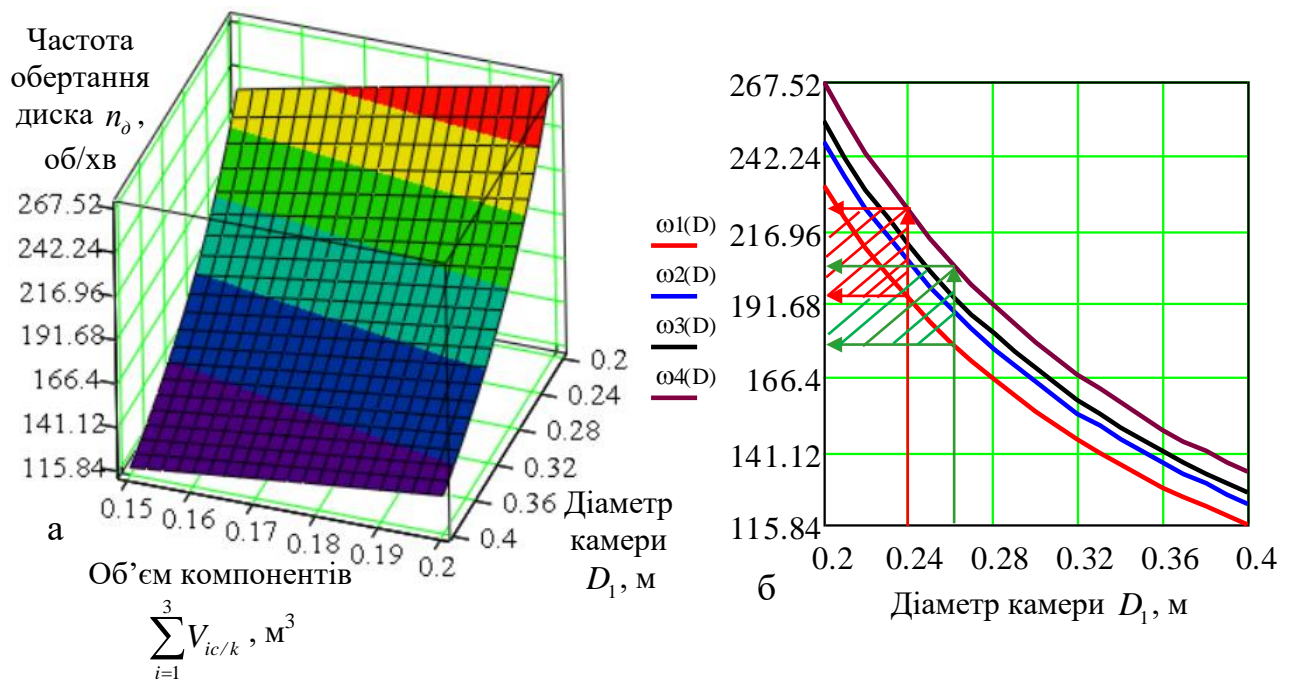 Частота
обертання
диска n∂ ,
об/хв
267.52
242.24
216.96
191.68
166.4
141.12
115.84
0.15
0.16
0.17
0.18
0.19
0.2
0.2
0.24
0.28
0.32
0.36
0.4
а
Об’єм компонентів
3
∑ V ic/k , м³
i=1
Діаметр
камери
D₁ , м
267.52
242.24
216.96
191.68
166.4
141.12
115.84
ω1(D)
ω2(D)
ω3(D)
ω4(D)
0.2 0.24 0.28 0.32 0.36 0.4
б
Діаметр камери D₁ , м